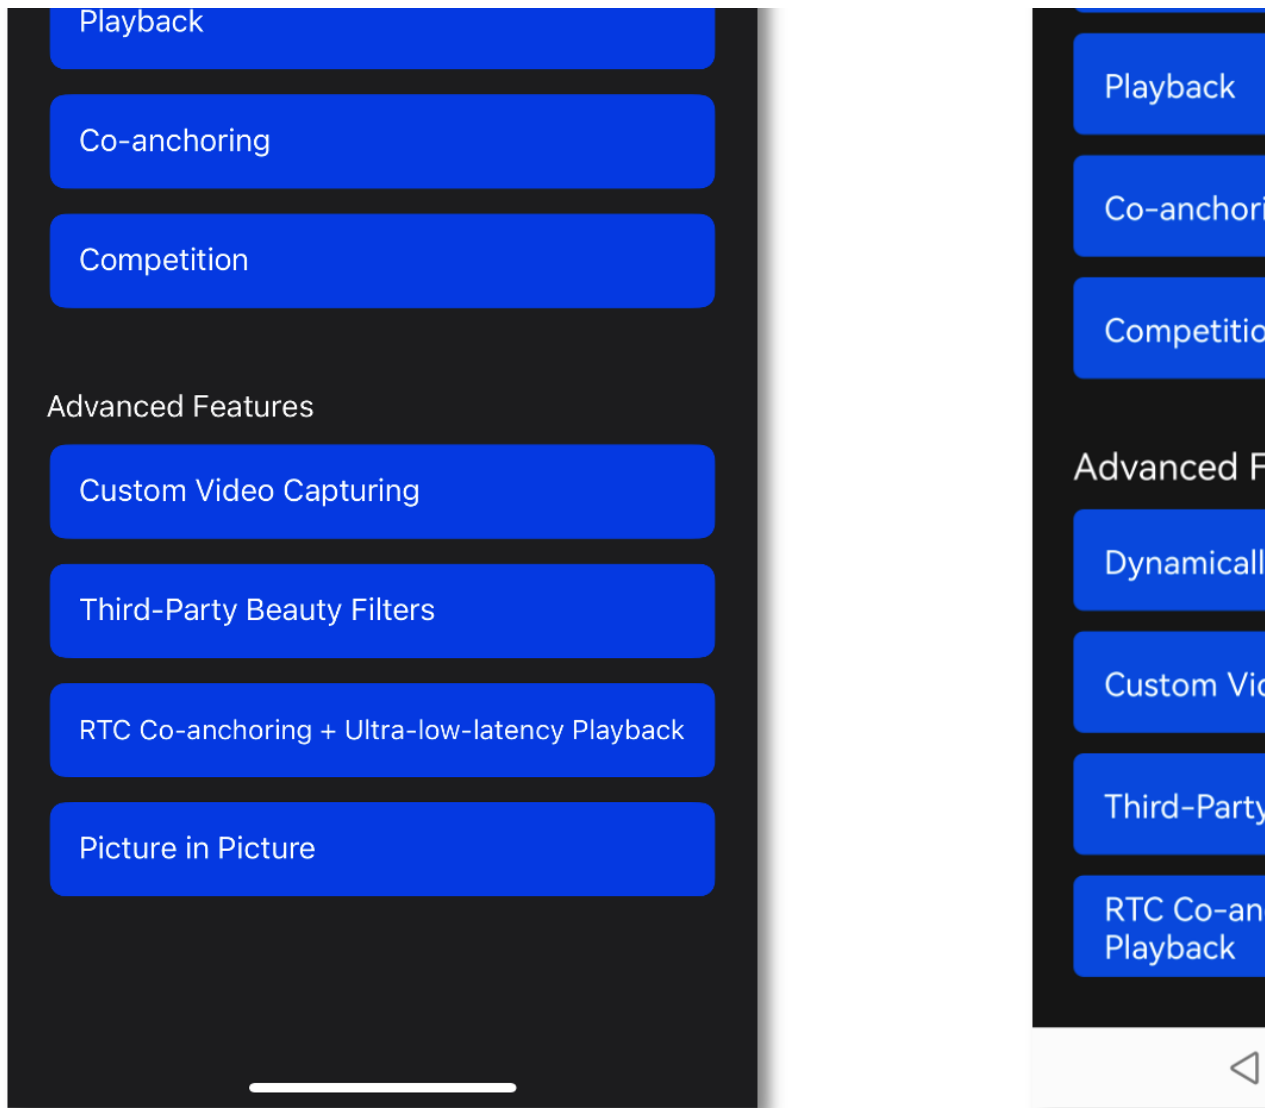 Playback
Co-anchoring
Competition
Advanced Features
Custom Video Capturing
Third-Party Beauty Filters
RTC Co-anchoring + Ultra-low-latency Playback
Picture in Picture
Playback
Co-anchori
Competitio
Advanced F
Dynamicall
Custom Vid
Third-Party
RTC Co-an
Playback